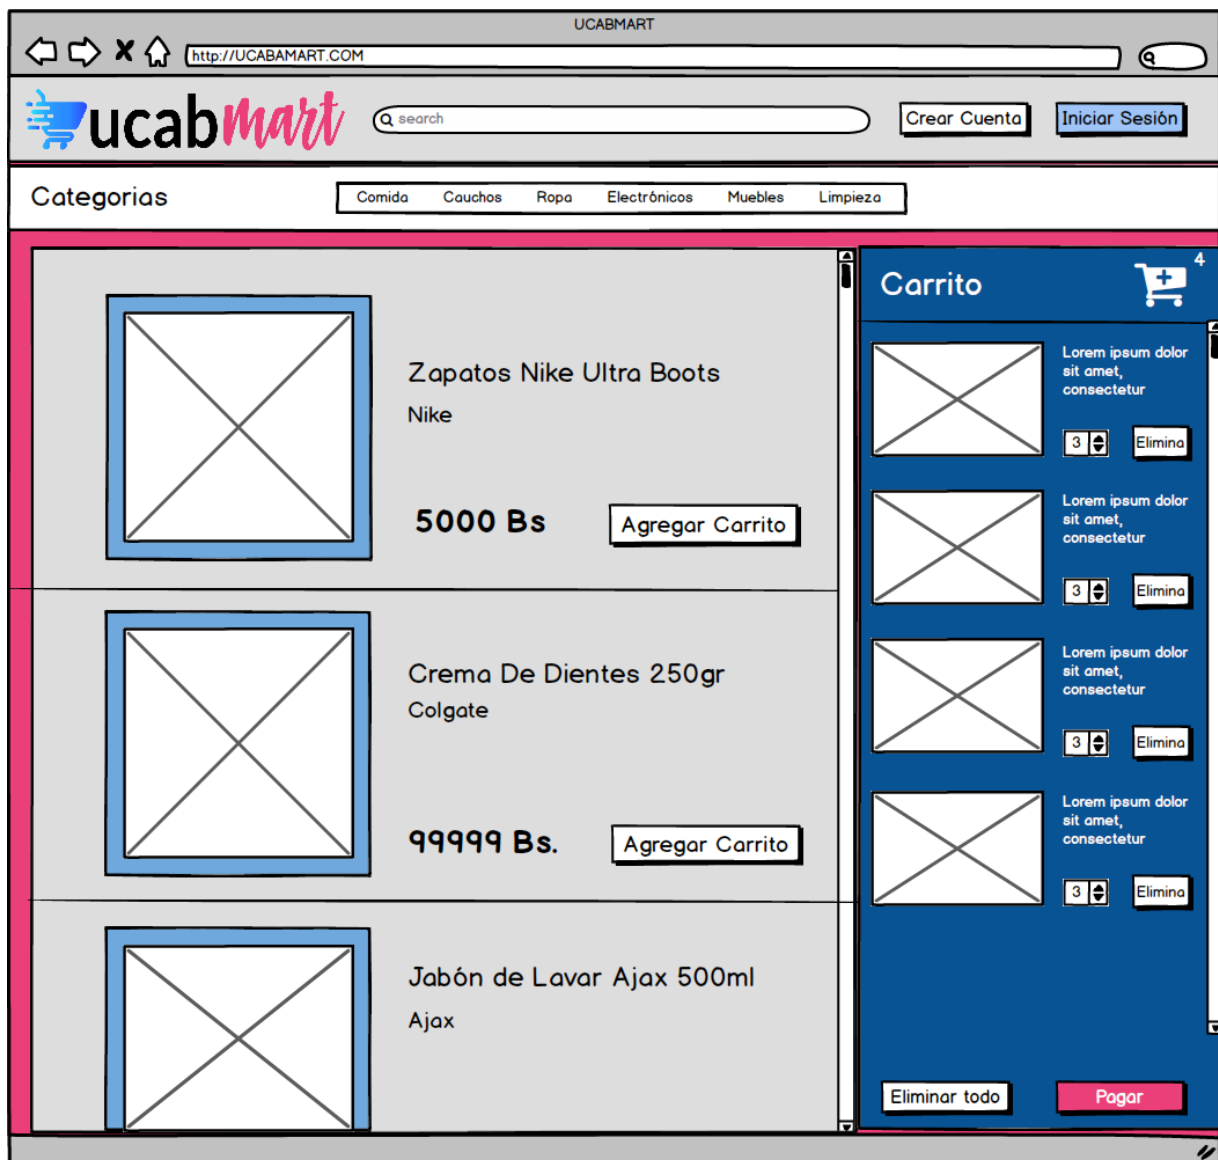 UCABMART
http://UCABAMART.COM
ucabmart
search
Crear Cuenta
Iniciar Sesión
Categorias
Comida
Cauchos
Ropa
Electrónicos
Muebles
Limpieza
Zapatos Nike Ultra Boots
Nike
5000 Bs
Agregar Carrito
Crema De Dientes 250gr
Colgate
99999 Bs.
Agregar Carrito
Jabón de Lavar Ajax 500ml
Ajax
Carrito
4
Lorem ipsum dolor
sit amet,
consectetur
3
Elimina
Lorem ipsum dolor
sit amet,
consectetur
3
Elimina
Lorem ipsum dolor
sit amet,
consectetur
3
Elimina
Lorem ipsum dolor
sit amet,
consectetur
3
Elimina
Eliminar todo
Pagar